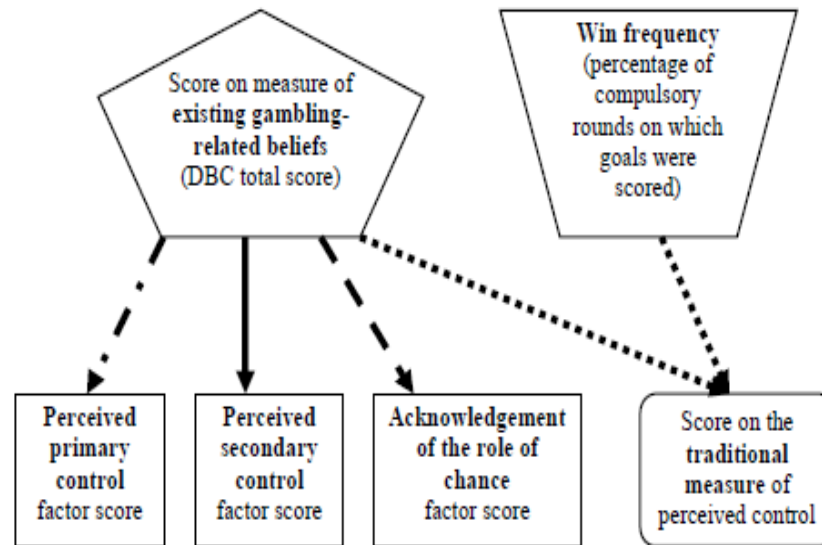 Score on measure of
existing gambling-
related beliefs
(DBC total score)
Win frequency
(percentage of
compulsory
rounds on which
goals were
scored)
Perceived
primary
control
factor score
Perceived
secondary
control
factor score
Acknowledgement
of the role of
chance
factor score
Score on the
traditional
measure of
perceived control